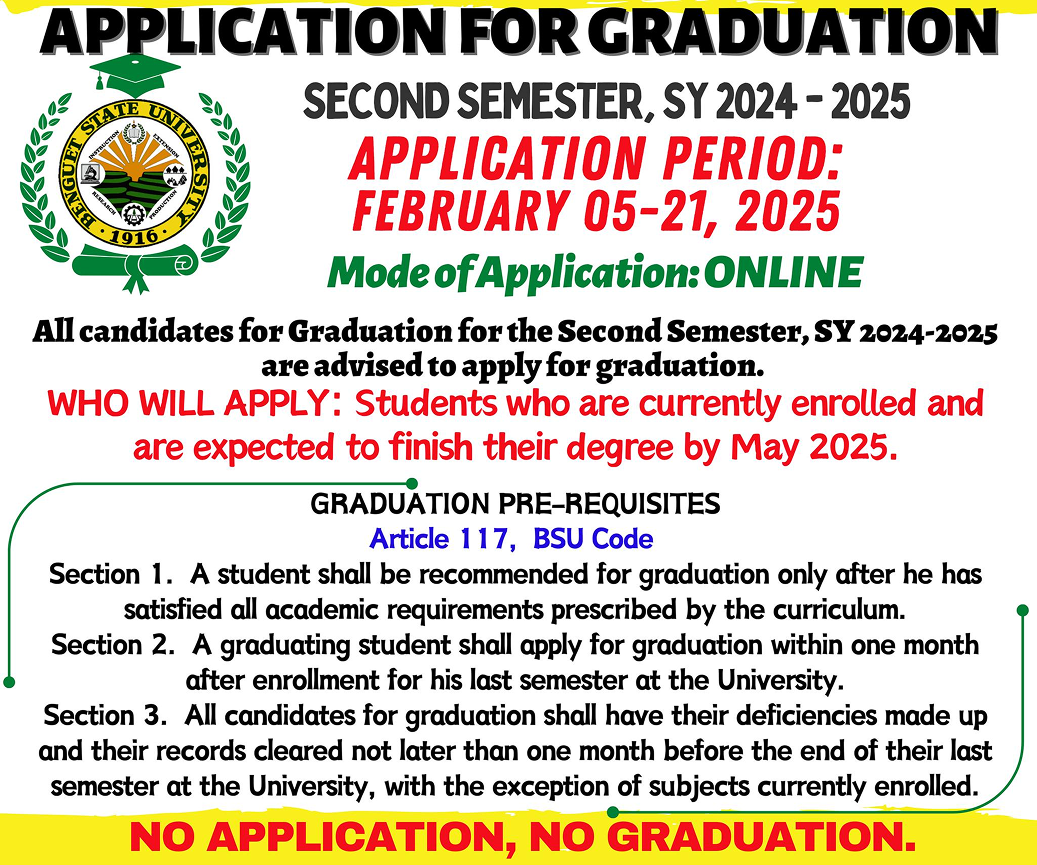 APPLICATION FOR GRADUATION
SECOND SEMESTER, SY 2024 - 2025
APPLICATION PERIOD:
FEBRUARY 05-21, 2025
Mode of Application: ONLINE
BENGUET STATE UNIVERSITY
INSTRUCTION
EXTENSION
RESEARCH
PRODUCTION
· 1916 ·
All candidates for Graduation for the Second Semester, SY 2024-2025
are advised to apply for graduation.
WHO WILL APPLY: Students who are currently enrolled and
are expected to finish their degree by May 2025.
GRADUATION PRE-REQUISITES
Article 117, BSU Code
Section 1. A student shall be recommended for graduation only after he has
satisfied all academic requirements prescribed by the curriculum.
Section 2. A graduating student shall apply for graduation within one month
after enrollment for his last semester at the University.
Section 3. All candidates for graduation shall have their deficiencies made up
and their records cleared not later than one month before the end of their last
semester at the University, with the exception of subjects currently enrolled.
NO APPLICATION, NO GRADUATION.